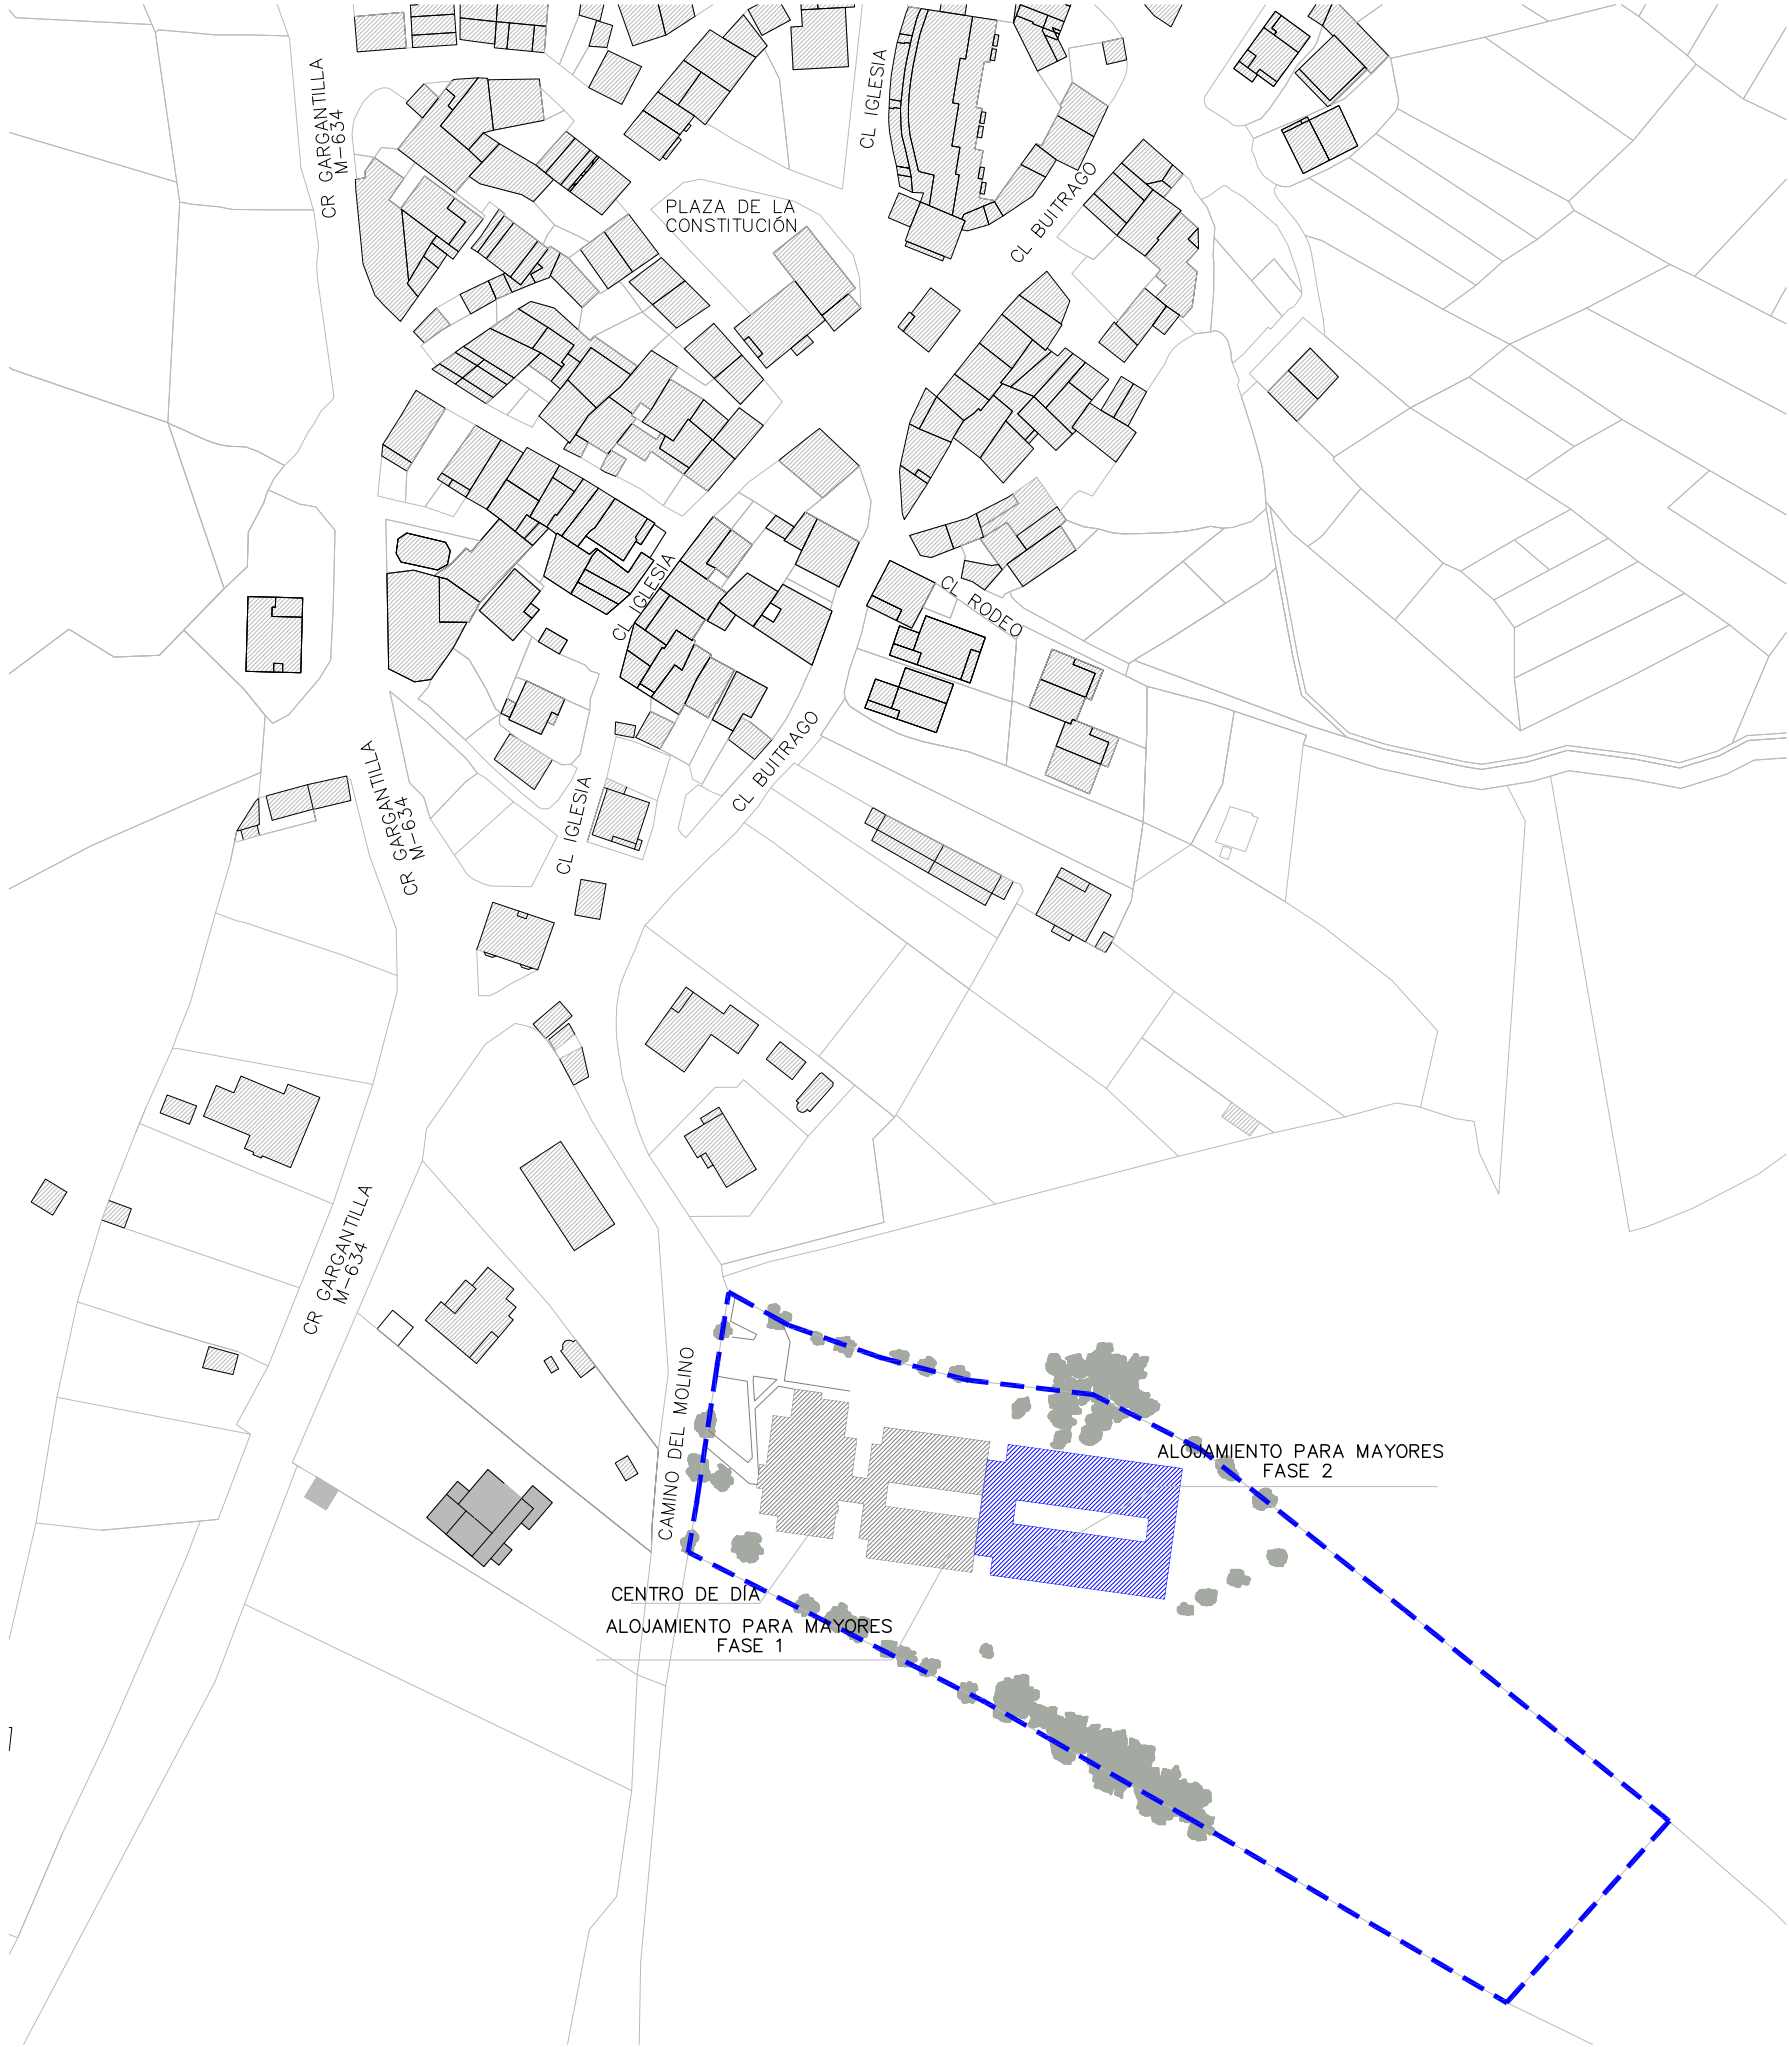 CR GARGANTILLA
M-634
CL IGLESIA
PLAZA DE LA
CONSTITUCIÓN
CL BUITRAGO
CL IGLESIA
CL RODEO
CL BUITRAGO
CR GARGANTILLA
M-634
CL IGLESIA
CR GARGANTILLA
M-634
CAMINO DEL MOLINO
ALOJAMIENTO PARA MAYORES
FASE 2
CENTRO DE DÍA
ALOJAMIENTO PARA MAYORES
FASE 1